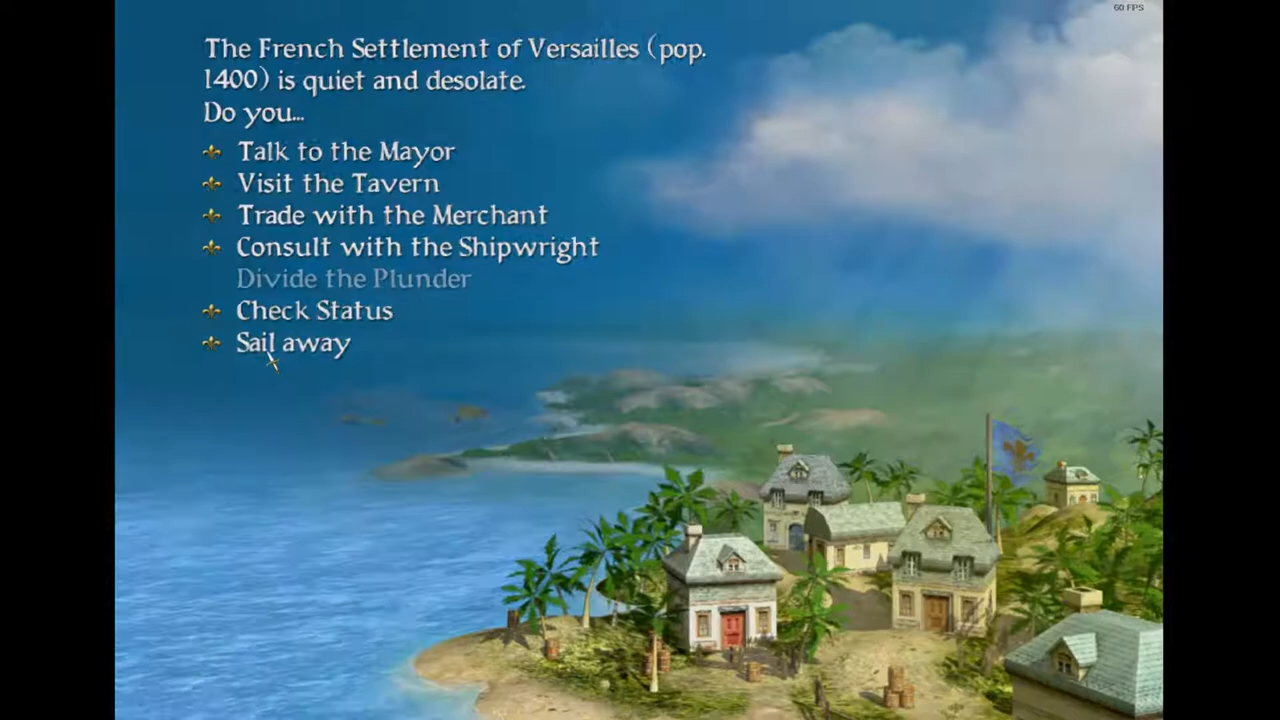 60 FPS
The French Settlement of Versailles (pop.
1400) is quiet and desolate.
Do you...
Talk to the Mayor
Visit the Tavern
Trade with the Merchant
Consult with the Shipwright
Divide the Plunder
Check Status
Sail away